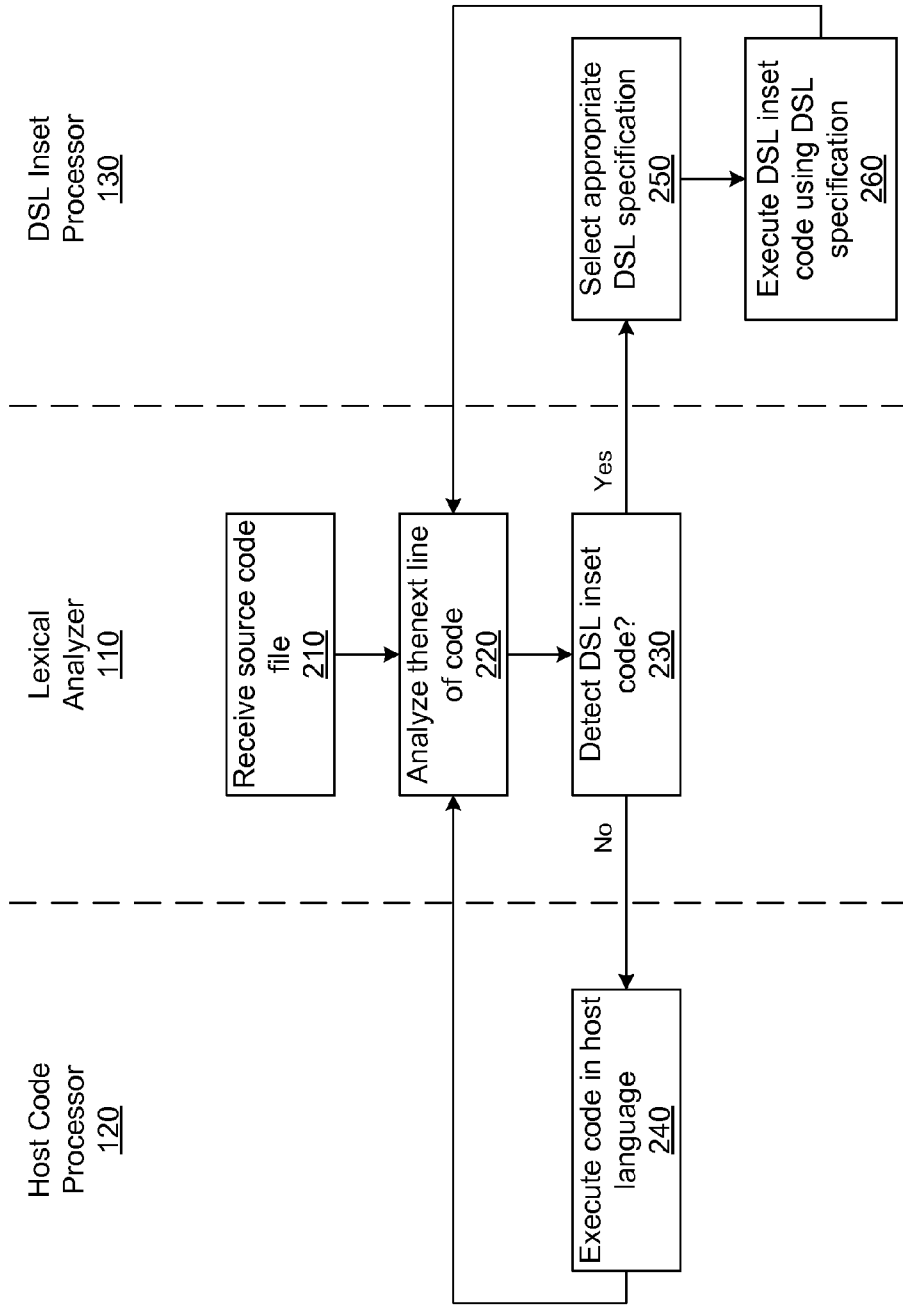 Host Code
Processor
120
Lexical
Analyzer
110
DSL Inset
Processor
130
Receive source code
file
210
Analyze thenext line
of code
220
Detect DSL inset
code?
230
No
Yes
Execute code in host
language
240
Select appropriate
DSL specification
250
Execute DSL inset
code using DSL
specification
260